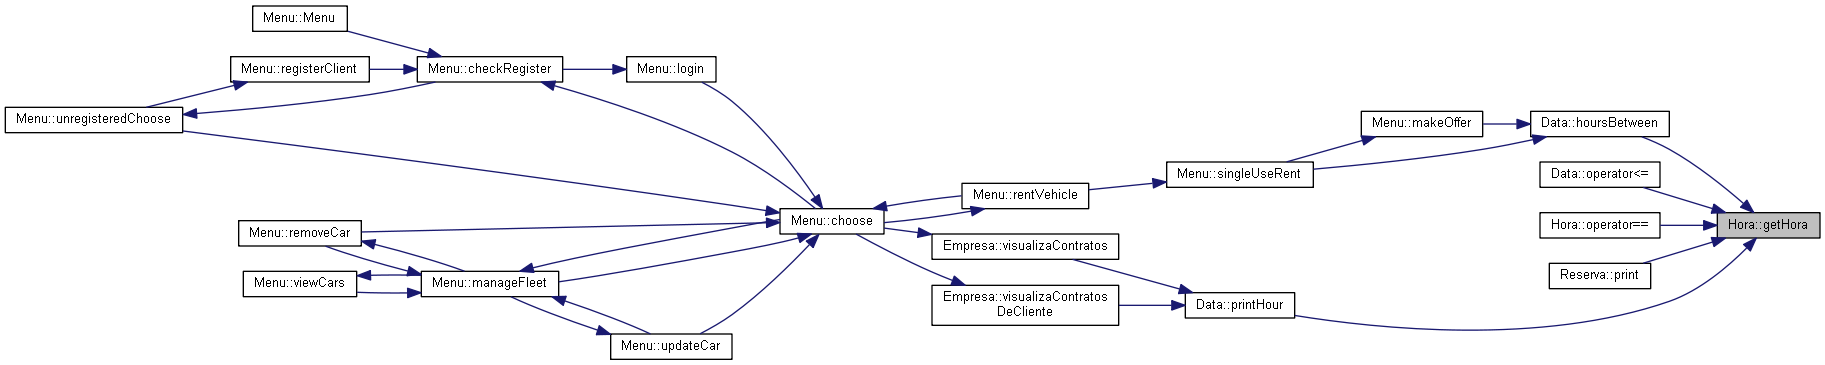 Menu::Menu
Menu::registerClient
Menu::checkRegister
Menu::login
Menu::unregisteredChoose
Menu::makeOffer
Data::hoursBetween
Menu::singleUseRent
Data::operator<=
Menu::rentVehicle
Menu::choose
Hora::operator==
Hora::getHora
Menu::removeCar
Empresa::visualizaContratos
Reserva::print
Menu::viewCars
Menu::manageFleet
Empresa::visualizaContratos
DeCliente
Data::printHour
Menu::updateCar